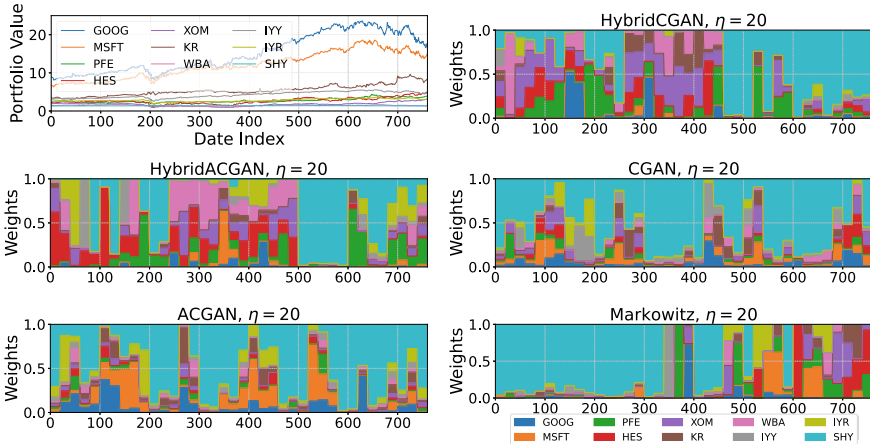 HybridCGAN, η = 20
Portfolio Value
20
10
0
GOOG XOM IYY
MSFT KR IYR
PFE WBA SHY
HES
0 100 200 300 400 500 600 700
Date Index
Weights
1.0
0.5
0.0
0 100 200 300 400 500 600 700
HybridACGAN, η = 20
Weights
1.0
0.5
0.0
0 100 200 300 400 500 600 700
CGAN, η = 20
Weights
1.0
0.5
0.0
0 100 200 300 400 500 600 700
ACGAN, η = 20
Weights
1.0
0.5
0.0
0 100 200 300 400 500 600 700
Markowitz, η = 20
Weights
1.0
0.5
0.0
0 100 200 300 400 500 600 700
GOOG PFE XOM WBA IYR
MSFT HES KR IYY SHY